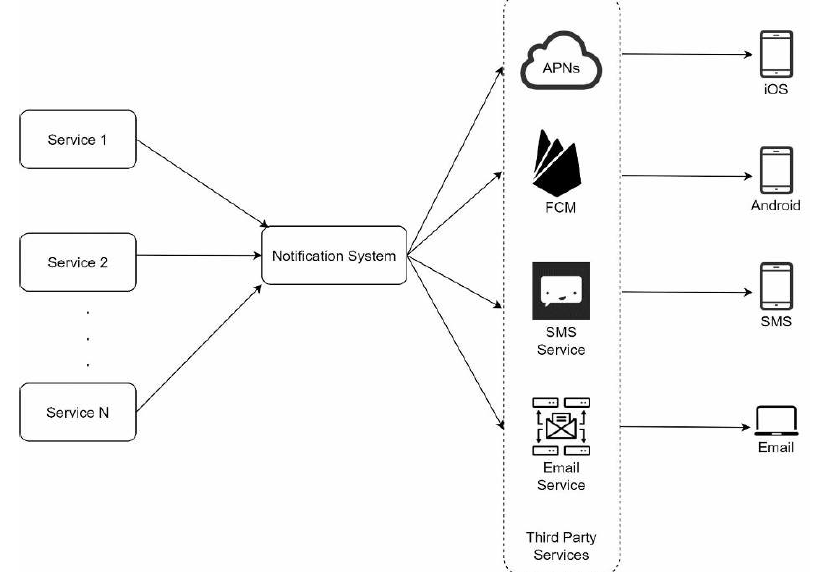 APNs
iOS
Service 1
FCM
Android
Service 2
Notification System
SMS
Service
SMS
Service N
Email
Service
Email
Third Party
Services